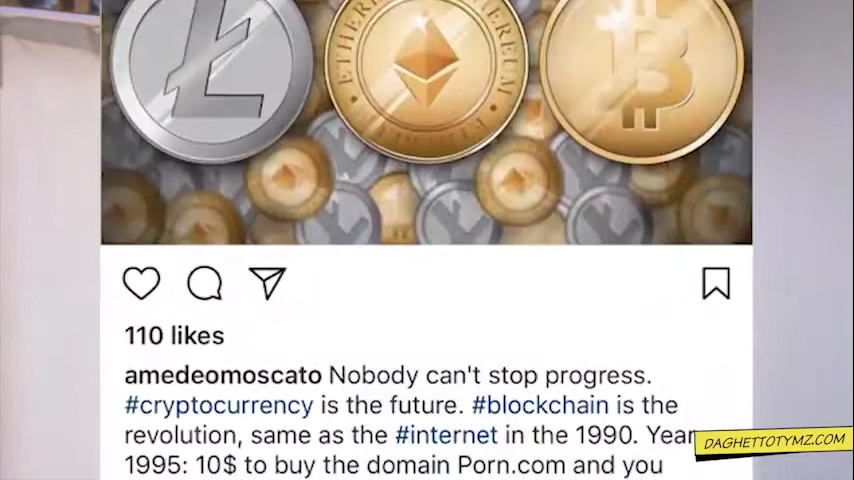 ETHEREUM
110 likes
amedeomoscato Nobody can't stop progress.
#cryptocurrency is the future. #blockchain is the
revolution, same as the #internet in the 1990. Year
1995: 10$ to buy the domain Porn.com and you
DAGHETTOTYMZ.COM